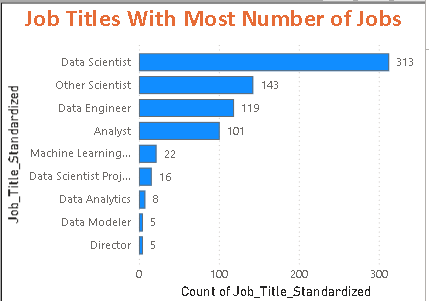 Job Titles With Most Number of Jobs
Job_Title_Standardized
Data Scientist 313
Other Scientist 143
Data Engineer 119
Analyst 101
Machine Learning... 22
Data Scientist Proj... 16
Data Analytics 8
Data Modeler 5
Director 5
0 100 200 300
Count of Job_Title_Standardized